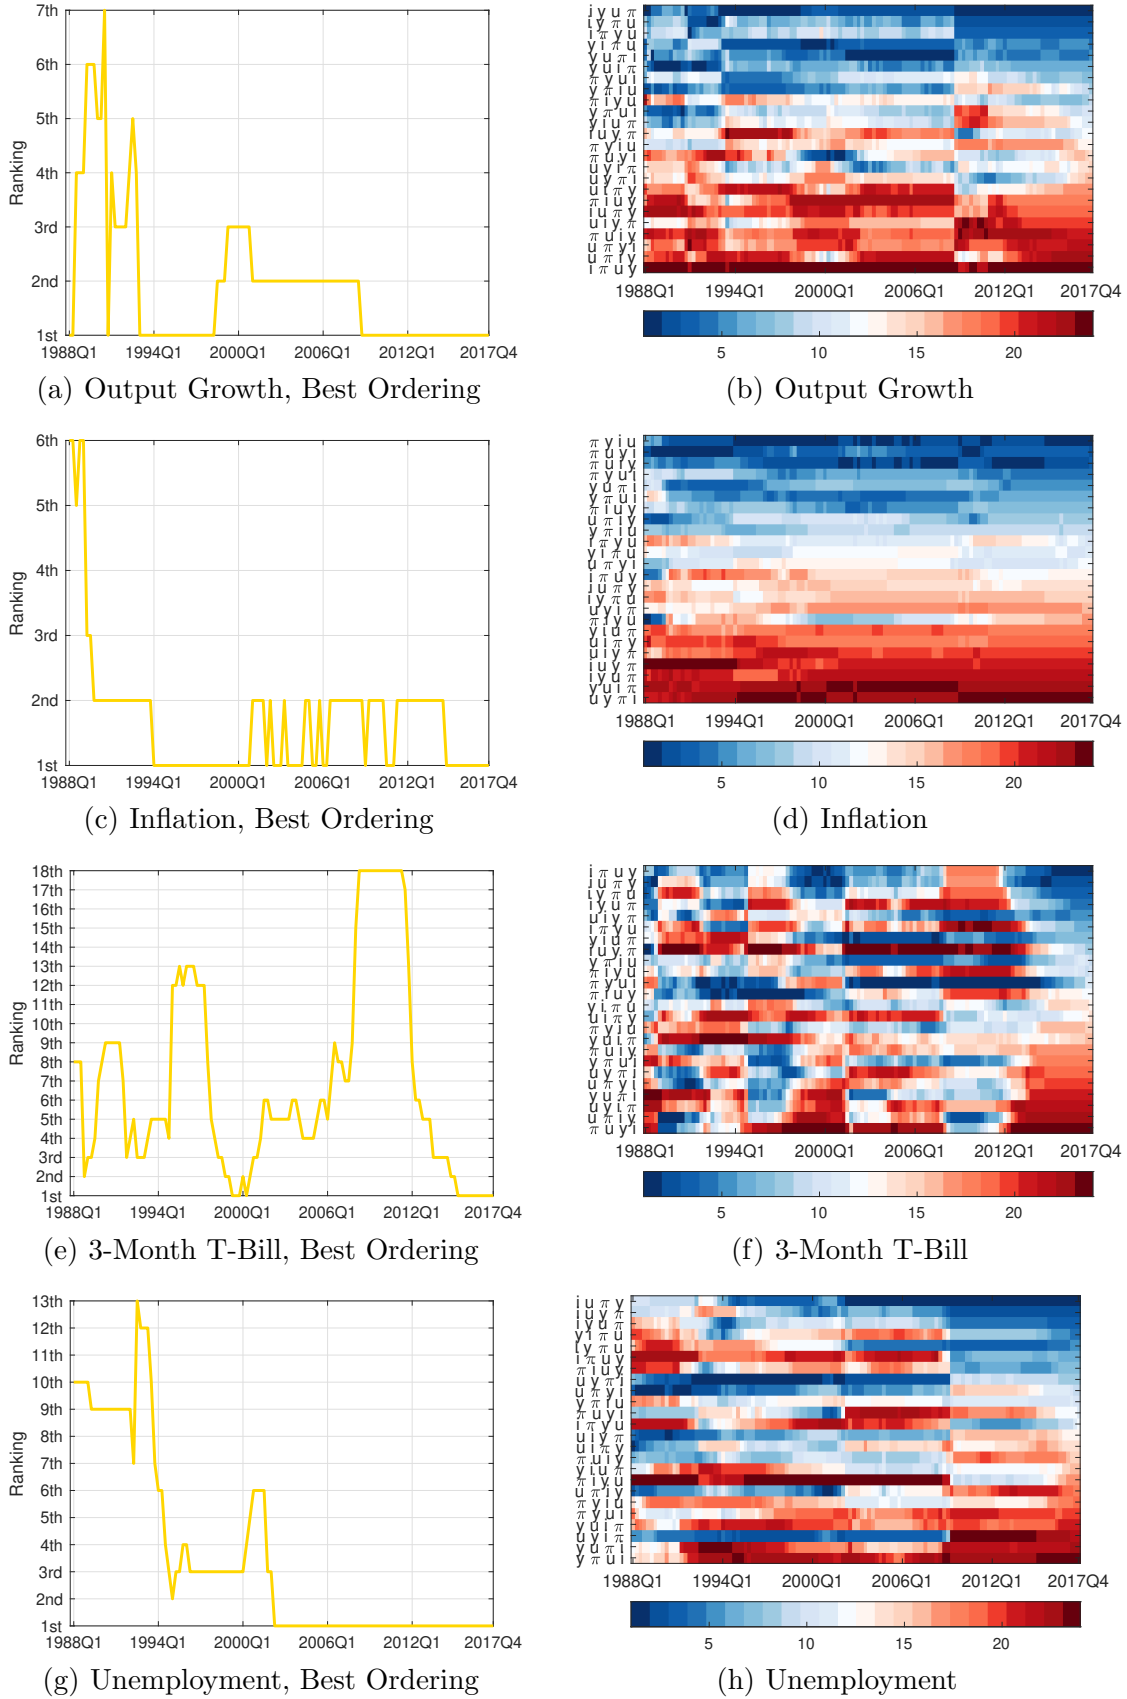 7th
6th
5th
4th
3rd
2nd
1st
Ranking
1988Q1 1994Q1 2000Q1 2006Q1 2012Q1 2017Q4
(a) Output Growth, Best Ordering
i y u π
i y π u
i π y u
y i π u
y u π i
y u i π
π y u i
y π i u
π i y u
y π u i
y i u π
i u y π
π y i u
π u y i
u y i π
u y π i
u i π y
π i u y
i u π y
u i y π
π u i y
u π y i
u π i y
i π u y
1988Q1 1994Q1 2000Q1 2006Q1 2012Q1 2017Q4
5 10 15 20
(b) Output Growth
6th
5th
4th
3rd
2nd
1st
Ranking
1988Q1 1994Q1 2000Q1 2006Q1 2012Q1 2017Q4
(c) Inflation, Best Ordering
π y i u
π u y i
π u i y
π y u i
y u π i
y π u i
π i u y
u π i y
y π i u
i π y u
y i π u
u π y i
i π u y
i u π y
i y π u
u y i π
π i y u
y i u π
u i π y
u i y π
i u y π
i y u π
y u i π
u y π i
1988Q1 1994Q1 2000Q1 2006Q1 2012Q1 2017Q4
5 10 15 20
(d) Inflation
18th
17th
16th
15th
14th
13th
12th
11th
10th
9th
8th
7th
6th
5th
4th
3rd
2nd
1st
Ranking
1988Q1 1994Q1 2000Q1 2006Q1 2012Q1 2017Q4
(e) 3-Month T-Bill, Best Ordering
i π u y
i u π y
i y π u
i y u π
u i y π
i π y u
y i u π
i u y π
y π i u
π i y u
π y u i
π i u y
y i π u
u i π y
π y i u
y u i π
π u i y
y π u i
u y π i
u π y i
y u π i
u y i π
u π i y
π u y i
1988Q1 1994Q1 2000Q1 2006Q1 2012Q1 2017Q4
5 10 15 20
(f) 3-Month T-Bill
13th
12th
11th
10th
9th
8th
7th
6th
5th
4th
3rd
2nd
1st
Ranking
1988Q1 1994Q1 2000Q1 2006Q1 2012Q1 2017Q4
(g) Unemployment, Best Ordering
i u π y
i u y π
i y u π
y i π u
i y π u
i π u y
π i u y
u y π i
u π y i
y π i u
π u y i
i π y u
u i y π
u i π y
π u i y
y i u π
π i y u
u π i y
π y i u
π y u i
y u i π
u y i π
y u π i
y π u i
1988Q1 1994Q1 2000Q1 2006Q1 2012Q1 2017Q4
5 10 15 20
(h) Unemployment